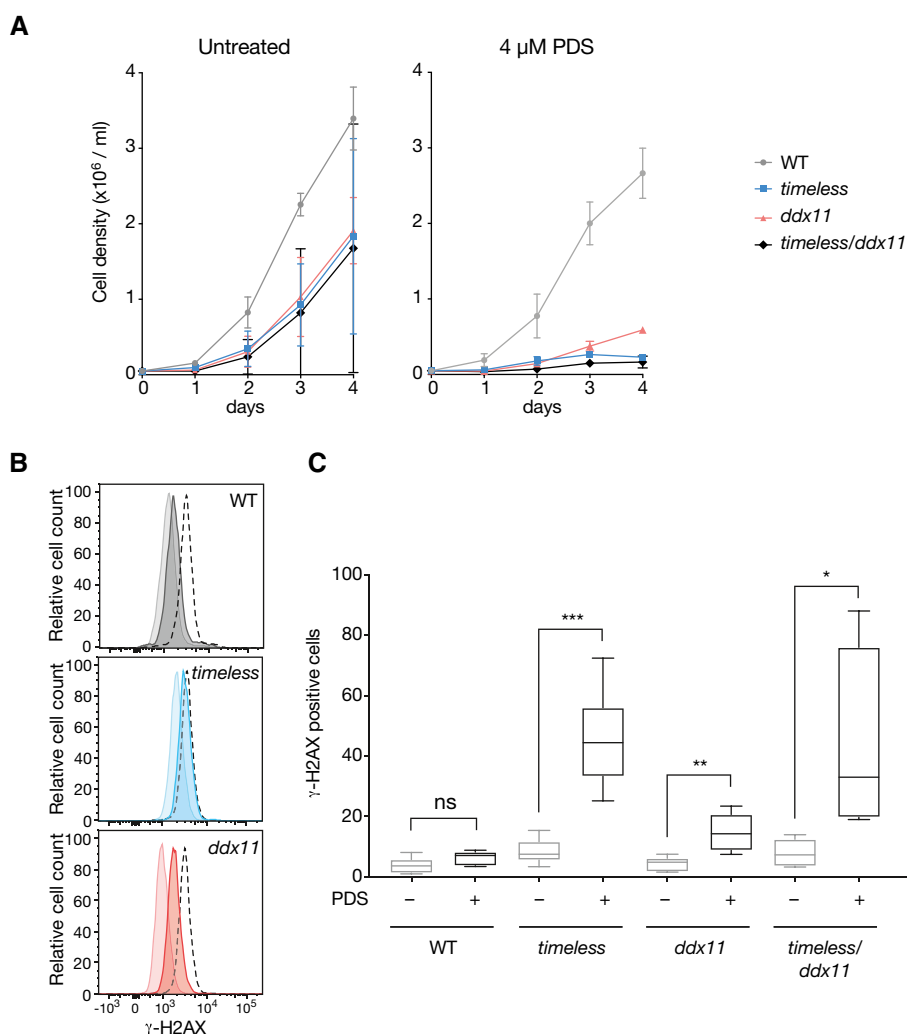 A
Untreated
4 µM PDS
Cell density (x10⁶ / ml)
4
3
2
1
0
0 1 2 3 4
days
4
3
2
1
0
0 1 2 3 4
days
WT
timeless
ddx11
timeless/ddx11
B
WT
Relative cell count
100
80
60
40
20
0
timeless
Relative cell count
100
80
60
40
20
0
ddx11
Relative cell count
100
80
60
40
20
0
-10³ 0 10³ 10⁴ 10⁵
γ-H2AX
C
γ-H2AX positive cells
100
80
60
40
20
0
ns
***
**
*
PDS − + − + − + − +
WT timeless ddx11 timeless/
ddx11